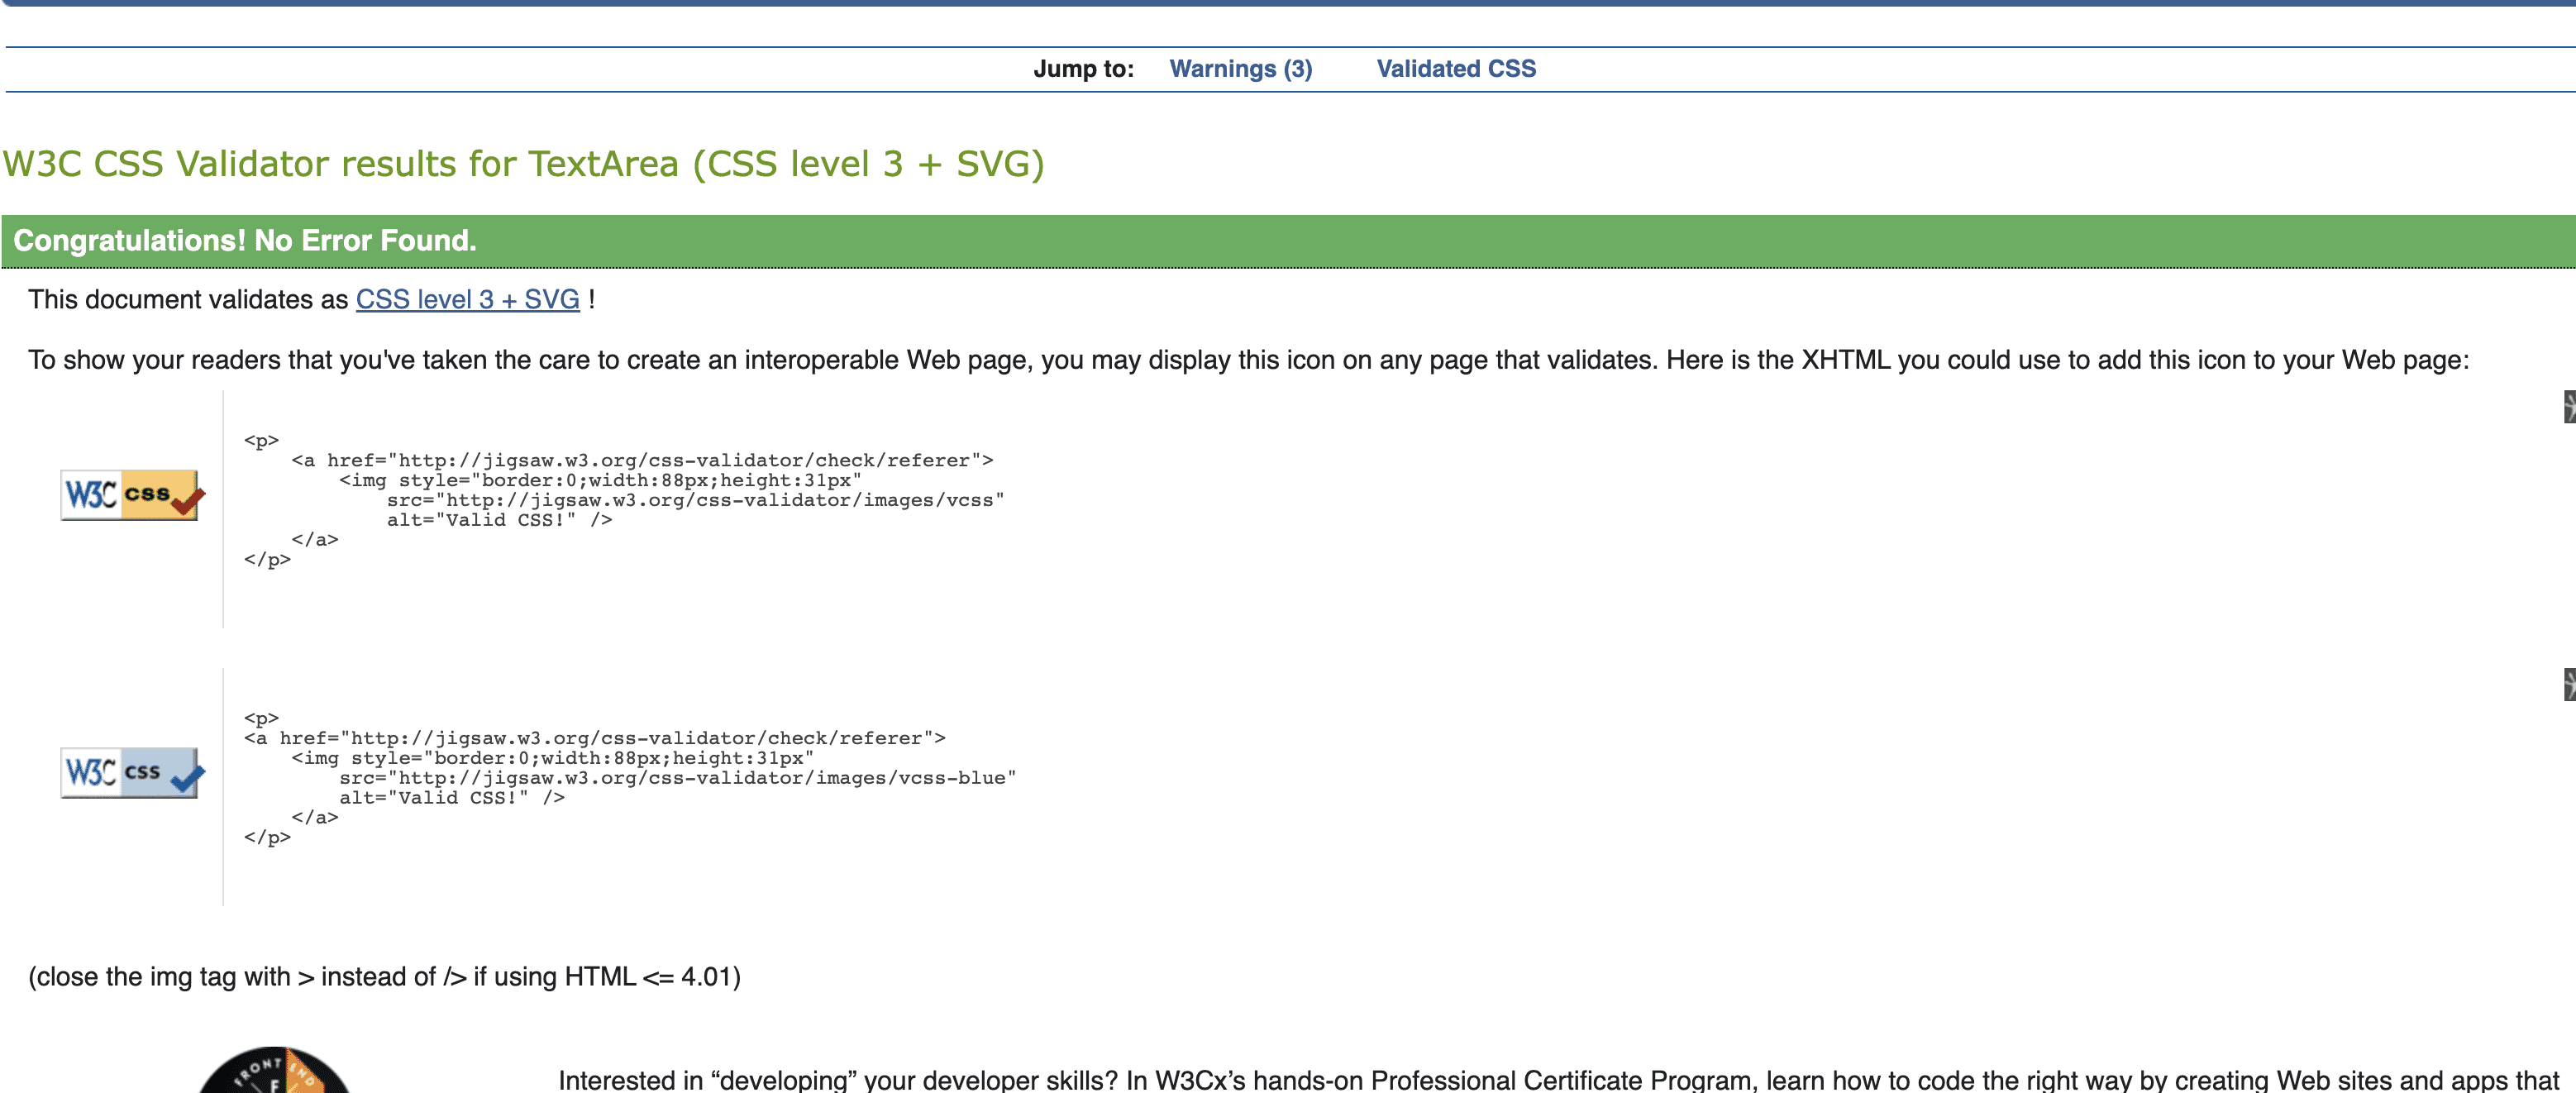 Jump to: Warnings (3) Validated CSS
W3C CSS Validator results for TextArea (CSS level 3 + SVG)
Congratulations! No Error Found.
This document validates as CSS level 3 + SVG !
To show your readers that you've taken the care to create an interoperable Web page, you may display this icon on any page that validates. Here is the XHTML you could use to add this icon to your Web page:
<p>
<a href="http://jigsaw.w3.org/css-validator/check/referer">
<img style="border:0;width:88px;height:31px"
W3C css
src="http://jigsaw.w3.org/css-validator/images/vcss"
alt="Valid CSS!" />
</a>
</p>
<p>
<a href="http://jigsaw.w3.org/css-validator/check/referer">
<img style="border:0;width:88px;height:31px"
W3C css
src="http://jigsaw.w3.org/css-validator/images/vcss-blue"
alt="Valid CSS!" />
</a>
</p>
(close the img tag with > instead of /> if using HTML <= 4.01)
FRONT END
F
Interested in “developing” your developer skills? In W3Cx’s hands-on Professional Certificate Program, learn how to code the right way by creating Web sites and apps that